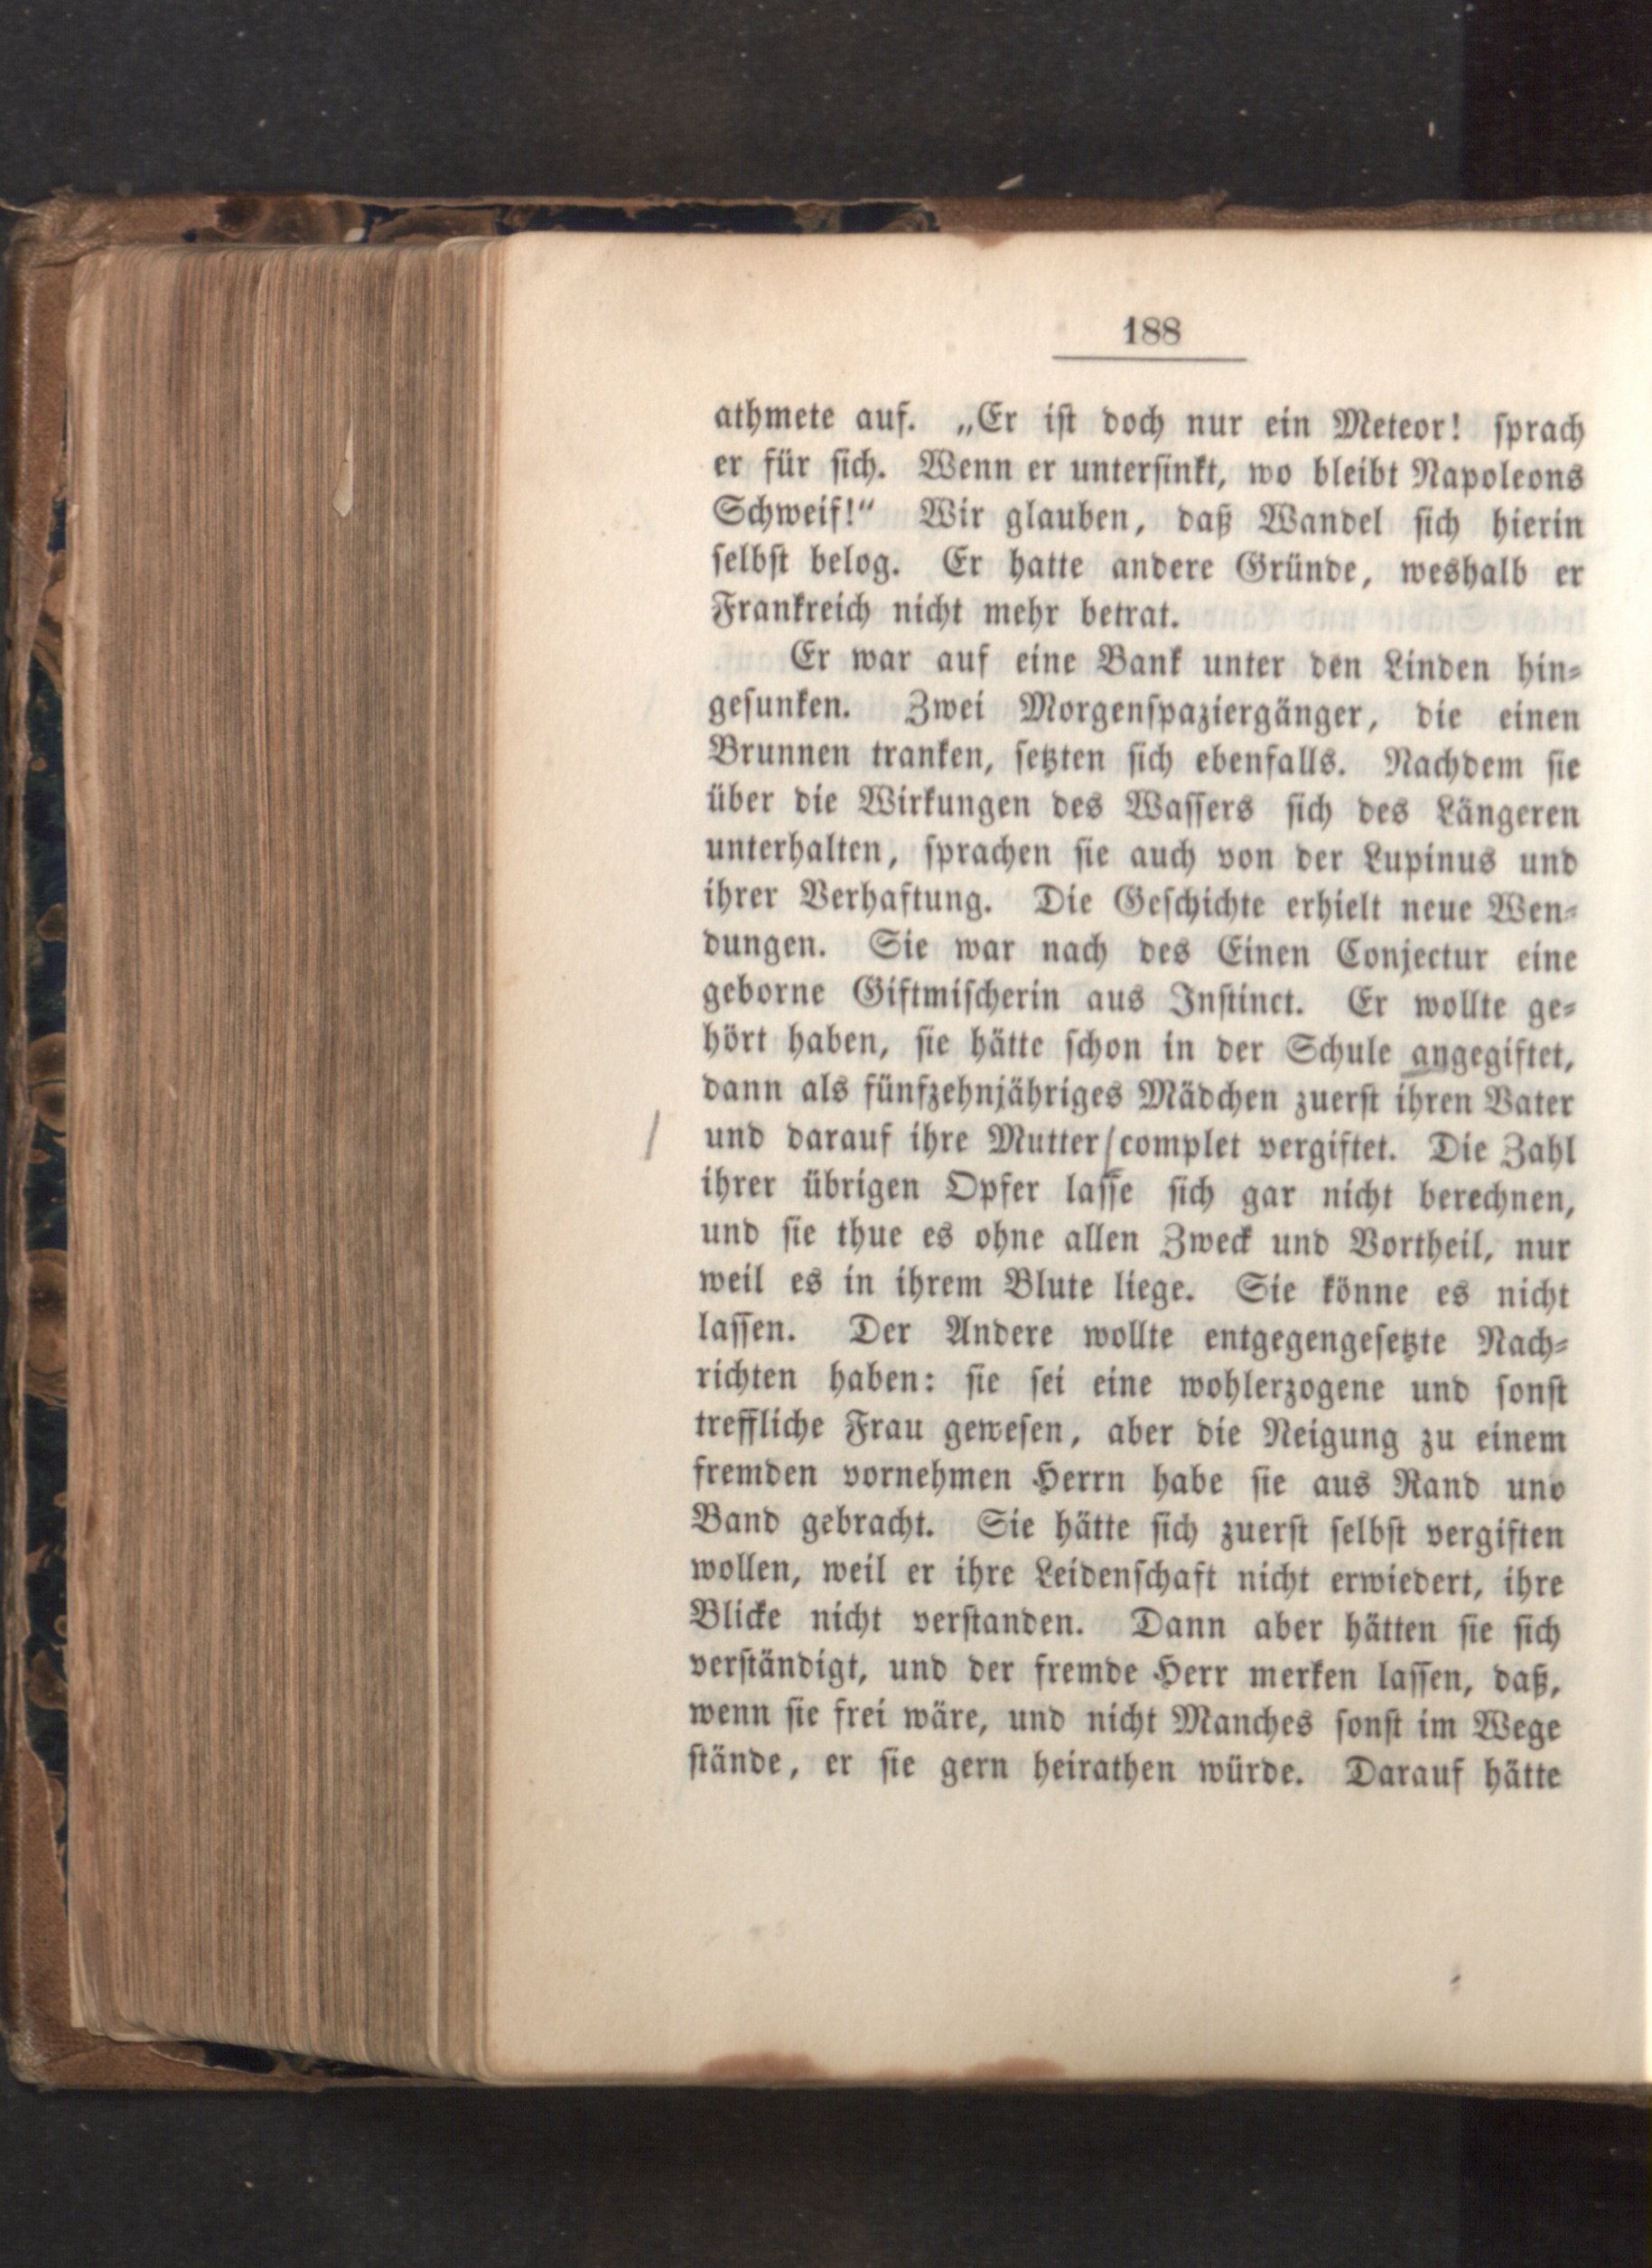 188
athmete auf. „Er ist doch nur ein Meteor! sprach
er für sich. Wenn er untersinkt, wo bleibt Napoleons
Schweif!“ Wir glauben, daß Wandel sich hierin
selbst belog. Er hatte andere Gründe, weshalb er
Frankreich nicht mehr betrat.
Er war auf eine Bank unter den Linden hin-
gesunken. Zwei Morgenspaziergänger, die einen
Brunnen tranken, setzten sich ebenfalls. Nachdem sie
über die Wirkungen des Wassers sich des Längeren
unterhalten, sprachen sie auch von der Lupinus und
ihrer Verhaftung. Die Geschichte erhielt neue Wen-
dungen. Sie war nach des Einen Conjectur eine
geborne Giftmischerin aus Instinct. Er wollte ge-
hört haben, sie hätte schon in der Schule angegiftet,
dann als fünfzehnjähriges Mädchen zuerst ihren Vater
und darauf ihre Mutter complet vergiftet. Die Zahl
ihrer übrigen Opfer lasse sich gar nicht berechnen,
und sie thue es ohne allen Zweck und Vortheil, nur
weil es in ihrem Blute liege. Sie könne es nicht
lassen. Der Andere wollte entgegengesetzte Nach-
richten haben: sie sei eine wohlerzogene und sonst
treffliche Frau gewesen, aber die Neigung zu einem
fremden vornehmen Herrn habe sie aus Rand und
Band gebracht. Sie hätte sich zuerst selbst vergiften
wollen, weil er ihre Leidenschaft nicht erwiedert, ihre
Blicke nicht verstanden. Dann aber hätten sie sich
verständigt, und der fremde Herr merken lassen, daß,
wenn sie frei wäre, und nicht Manches sonst im Wege
stände, er sie gern heirathen würde. Darauf hätte